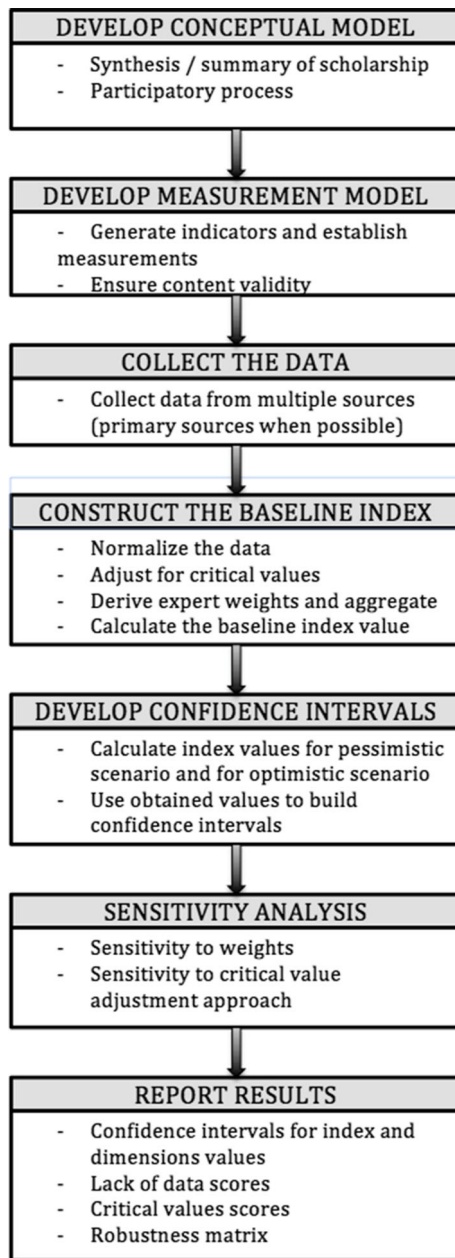 DEVELOP CONCEPTUAL MODEL
- Synthesis / summary of scholarship
- Participatory process
DEVELOP MEASUREMENT MODEL
- Generate indicators and establish
measurements
- Ensure content validity
COLLECT THE DATA
- Collect data from multiple sources
(primary sources when possible)
CONSTRUCT THE BASELINE INDEX
- Normalize the data
- Adjust for critical values
- Derive expert weights and aggregate
- Calculate the baseline index value
DEVELOP CONFIDENCE INTERVALS
- Calculate index values for pessimistic
scenario and for optimistic scenario
- Use obtained values to build
confidence intervals
SENSITIVITY ANALYSIS
- Sensitivity to weights
- Sensitivity to critical value
adjustment approach
REPORT RESULTS
- Confidence intervals for index and
dimensions values
- Lack of data scores
- Critical values scores
- Robustness matrix